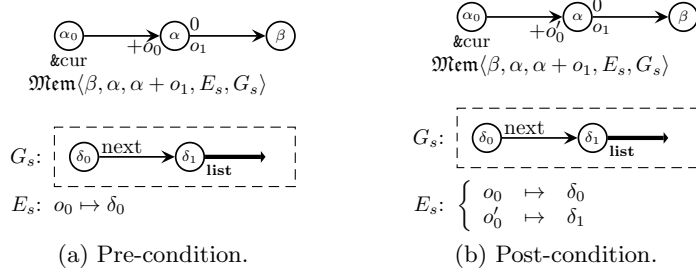 α₀ +o₀ α 0 o₁ β
&cur
𝔐𝔢𝔪⟨β, α, α + o₁, Eₛ, Gₛ⟩
Gₛ: δ₀ next δ₁ list
Eₛ: o₀ ↦ δ₀
(a) Pre-condition.
α₀ +o₀′ α 0 o₁ β
&cur
𝔐𝔢𝔪⟨β, α, α + o₁, Eₛ, Gₛ⟩
Gₛ: δ₀ next δ₁ list
Eₛ: { o₀ ↦ δ₀
o₀′ ↦ δ₁
(b) Post-condition.